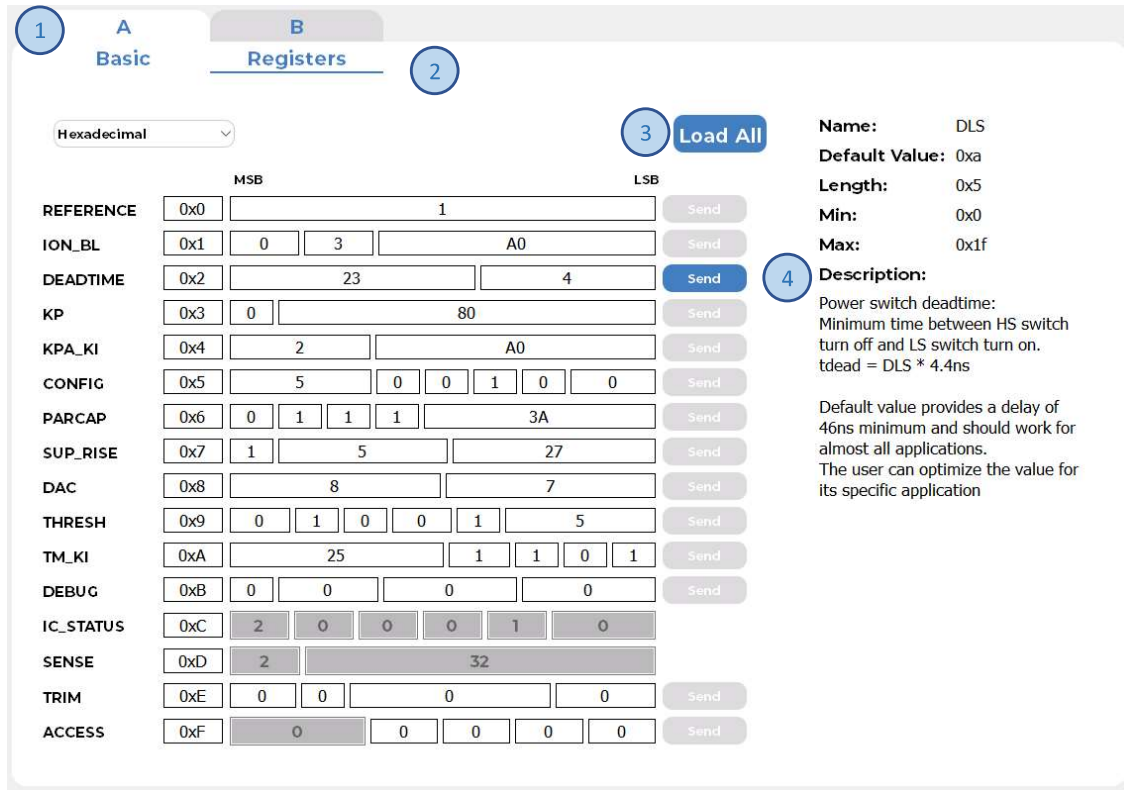 1 A B
Basic Registers 2
Hexadecimal 3 Load All
MSB LSB
REFERENCE 0x0 1 Send
ION_BL 0x1 0 3 A0 Send
DEADTIME 0x2 23 4 Send 4
KP 0x3 0 80 Send
KPA_KI 0x4 2 A0 Send
CONFIG 0x5 5 0 0 1 0 0 Send
PARCAP 0x6 0 1 1 1 3A Send
SUP_RISE 0x7 1 5 27 Send
DAC 0x8 8 7 Send
THRESH 0x9 0 1 0 0 1 5 Send
TM_KI 0xA 25 1 1 0 1 Send
DEBUG 0xB 0 0 0 0 Send
IC_STATUS 0xC 2 0 0 0 1 0
SENSE 0xD 2 32
TRIM 0xE 0 0 0 0 Send
ACCESS 0xF 0 0 0 0 0 Send
Name: DLS
Default Value: 0xa
Length: 0x5
Min: 0x0
Max: 0x1f
Description:
Power switch deadtime:
Minimum time between HS switch
turn off and LS switch turn on.
tdead = DLS * 4.4ns
Default value provides a delay of
46ns minimum and should work for
almost all applications.
The user can optimize the value for
its specific application